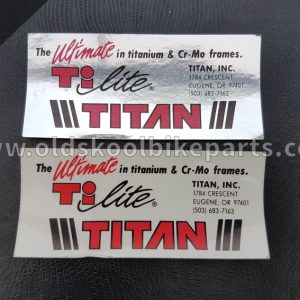 The Ultimate in titanium & Cr-Mo frames.
Ti lite®
TITAN, INC.
1784 CRESCENT
EUGENE, OR 97401
(503) 683-7163
TITAN
www.oldskoolbikeparts.com
The Ultimate in titanium & Cr-Mo frames.
Ti lite®
TITAN, INC.
1784 CRESCENT
EUGENE, OR 97401
(503) 683-7163
TITAN